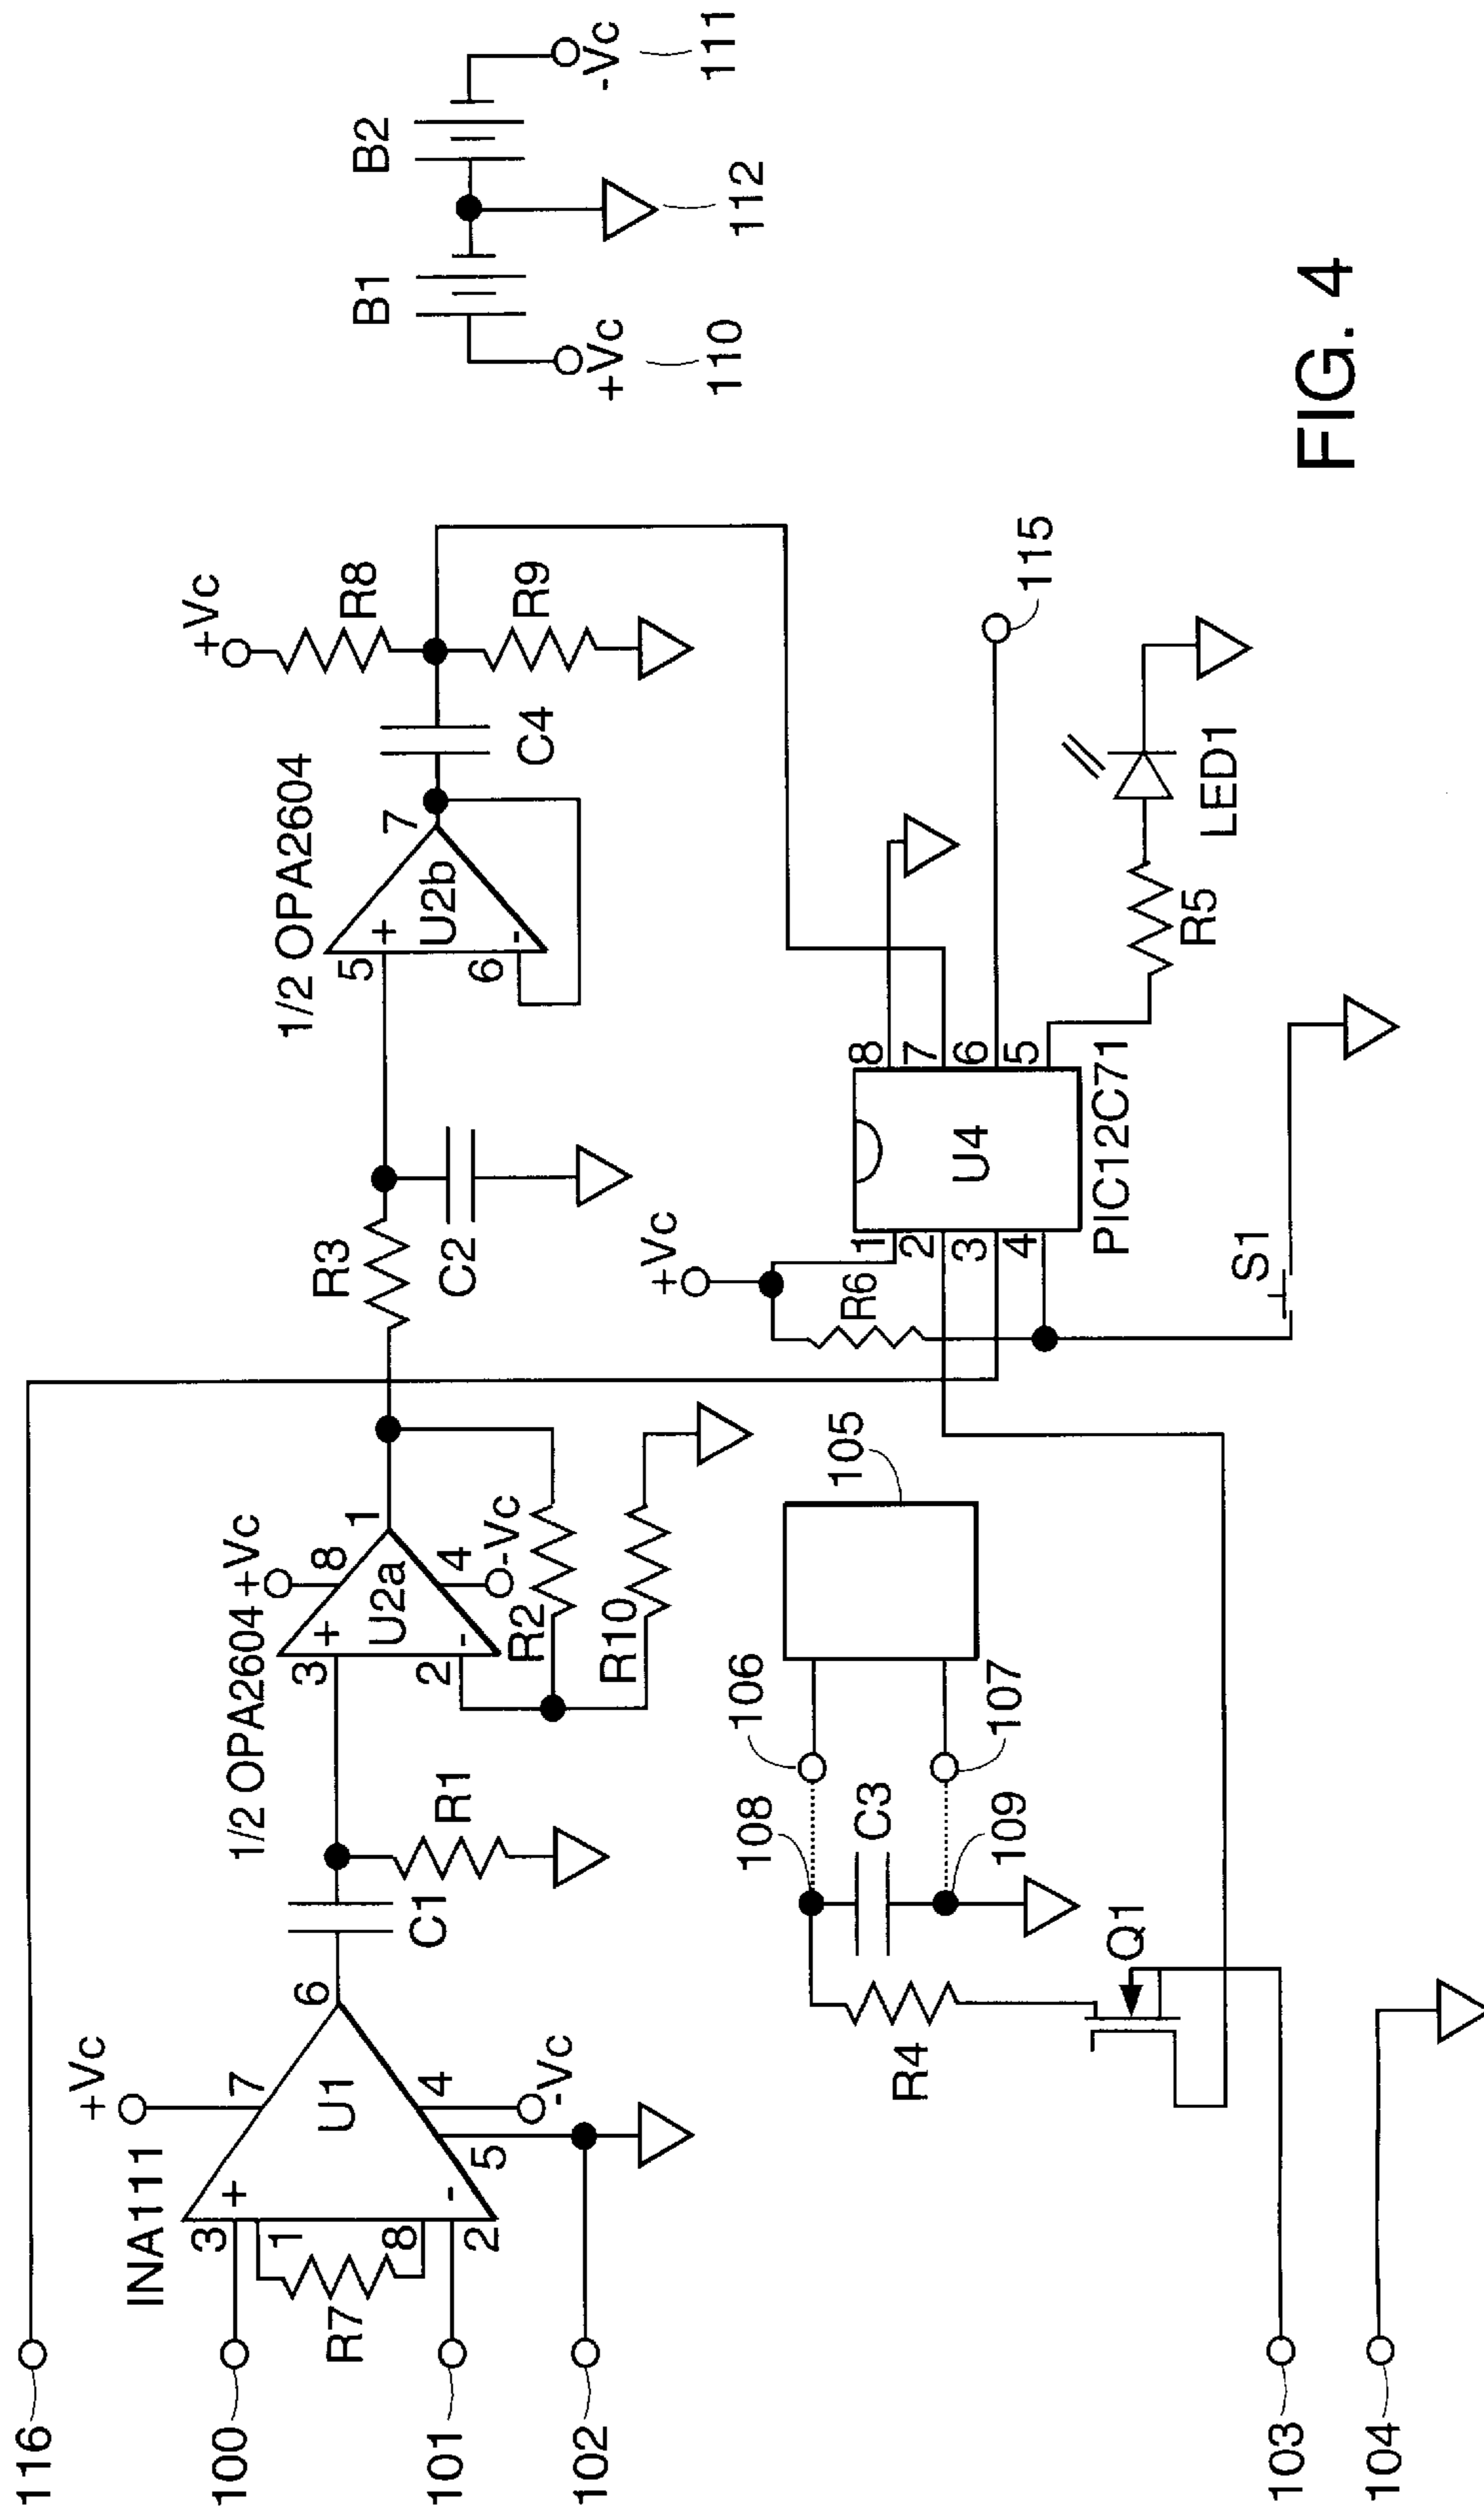 116
100
101
102
103
104
INA111
+Vc
3
+
7
1
U1
6
R7
8
-
4
2
5
-Vc
C1
R1
1/2 OPA2604
+Vc
3
+
8
1
U2a
2
-
4
-Vc
R2
R10
R3
C2
1/2 OPA2604
5
+
7
U2b
6
-
C4
+Vc
R8
R9
B1
B2
+Vc
-Vc
110
112
111
106
108
C3
105
109
107
R4
Q1
+Vc
R6
1
2
3
4
U4
8
7
6
5
PIC12C71
S1
R5
LED1
115
FIG. 4